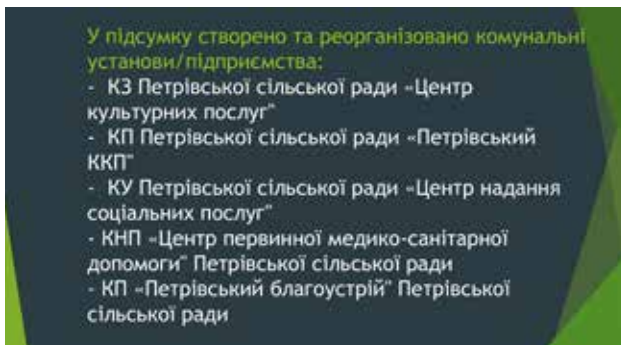 У підсумку створено та реорганізовано комунальні
установи/підприємства:
- КЗ Петрівської сільської ради «Центр
культурних послуг"
- КП Петрівської сільської ради «Петрівський
ККП"
- КУ Петрівської сільської ради «Центр надання
соціальних послуг"
- КНП «Центр первинної медико-санітарної
допомоги" Петрівської сільської ради
- КП «Петрівський благоустрій" Петрівської
сільської ради